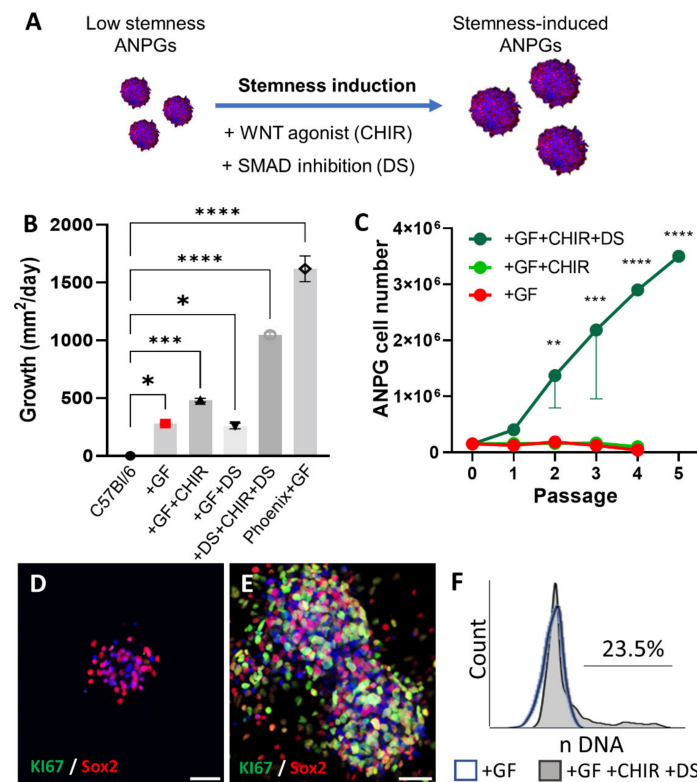 A
Low stemness
ANPGs
Stemness induction
+ WNT agonist (CHIR)
+ SMAD inhibition (DS)
Stemness-induced
ANPGs
B
Growth (mm²/day)
2000
1500
1000
500
0
****
****
*
***
*
C57Bl/6
+GF
+GF+CHIR
+GF+DS
+DS+CHIR+DS
Phoenix+GF
C
ANPG cell number
4×10⁶
3×10⁶
2×10⁶
1×10⁶
0
+GF+CHIR+DS
+GF+CHIR
+GF
**
***
****
****
0 1 2 3 4 5
Passage
D
KI67 / Sox2
E
KI67 / Sox2
F
Count
23.5%
n DNA
+GF +GF +CHIR +DS